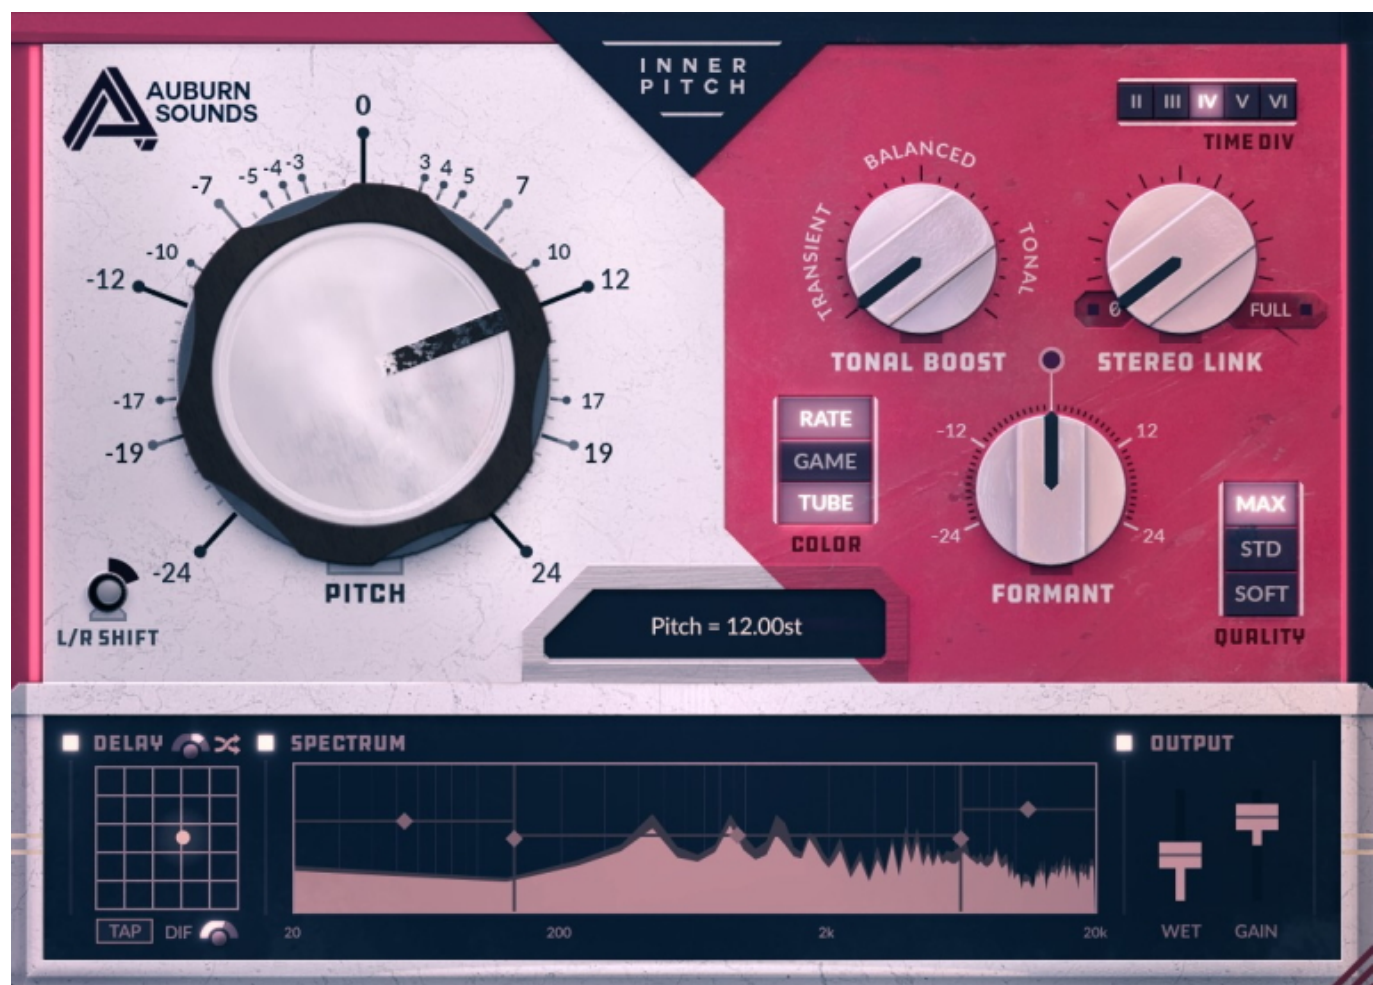 AUBURN
SOUNDS
INNER
PITCH
II III IV V VI
TIME DIV
0
-3 3
-4 4
-5 5
-7 7
-10 10
-12 12
-17 17
-19 19
-24 24
PITCH
L/R SHIFT
BALANCED
TRANSIENT
TONAL
TONAL BOOST
0 FULL
STEREO LINK
RATE
GAME
TUBE
COLOR
-12 12
-24 24
FORMANT
MAX
STD
SOFT
QUALITY
Pitch = 12.00st
DELAY
SPECTRUM
OUTPUT
TAP DIF
20 200 2k 20k
WET GAIN